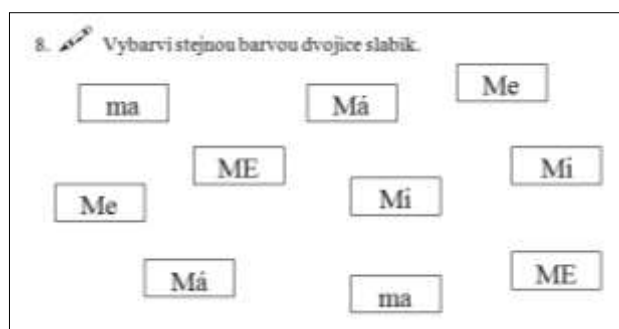 8. Vybarvi stejnou barvou dvojice slabik.
Me
ma Má
ME Mi
Me Mi
Má ME
ma